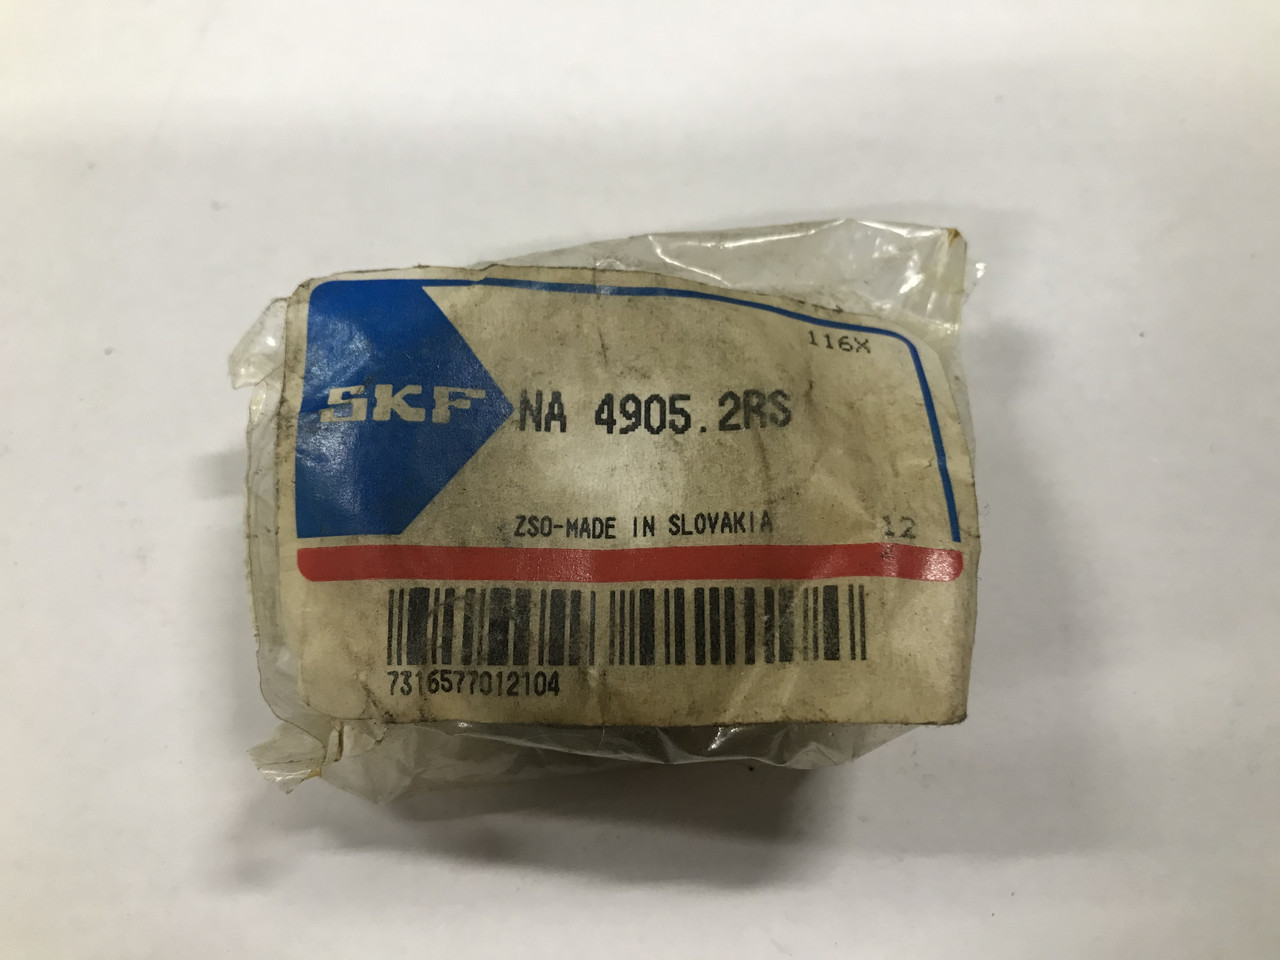 116X
SKF
NA 4905.2RS
ZSO-MADE IN SLOVAKIA
12
7316577012104